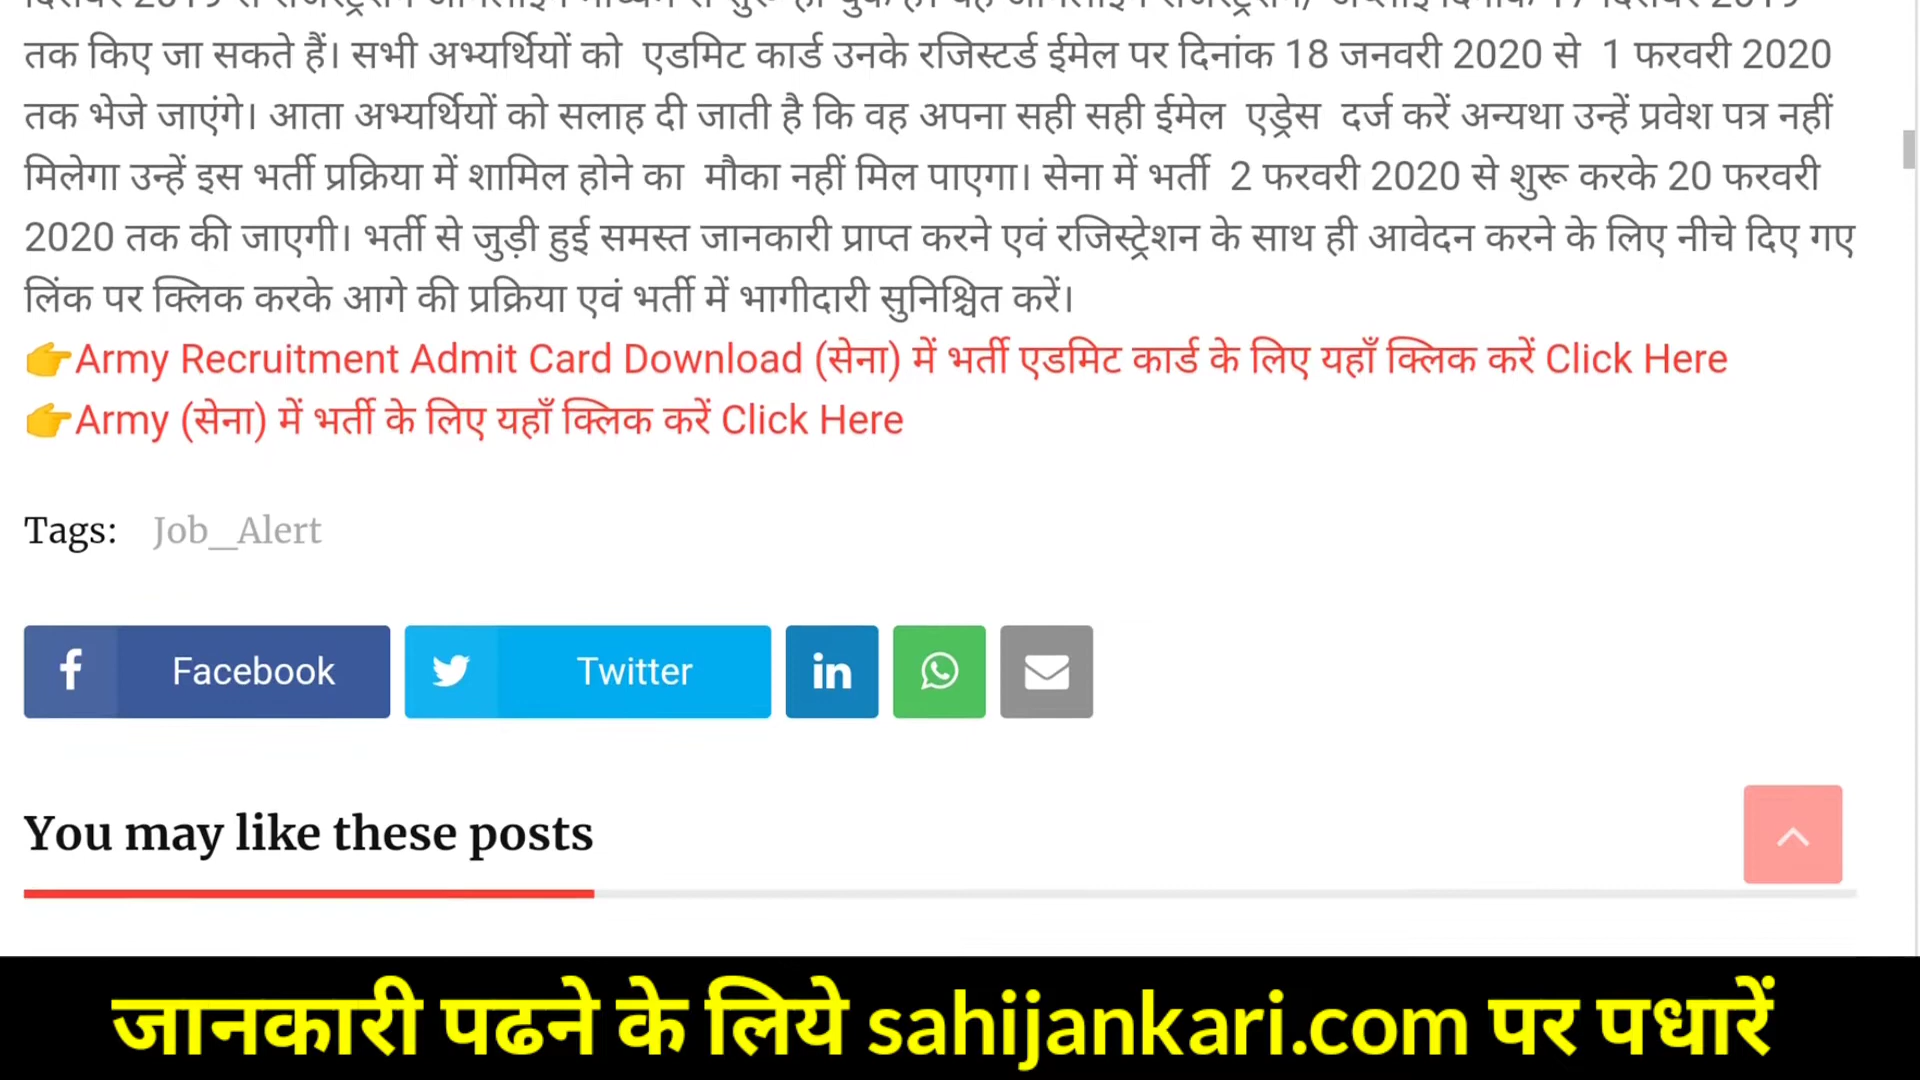 तक किए जा सकते हैं। सभी अभ्यर्थियों को एडमिट कार्ड उनके रजिस्टर्ड ईमेल पर दिनांक 18 जनवरी 2020 से 1 फरवरी 2020
तक भेजे जाएंगे। आता अभ्यर्थियों को सलाह दी जाती है कि वह अपना सही सही ईमेल एड्रेस दर्ज करें अन्यथा उन्हें प्रवेश पत्र नहीं
मिलेगा उन्हें इस भर्ती प्रक्रिया में शामिल होने का मौका नहीं मिल पाएगा। सेना में भर्ती 2 फरवरी 2020 से शुरू करके 20 फरवरी
2020 तक की जाएगी। भर्ती से जुड़ी हुई समस्त जानकारी प्राप्त करने एवं रजिस्ट्रेशन के साथ ही आवेदन करने के लिए नीचे दिए गए
लिंक पर क्लिक करके आगे की प्रक्रिया एवं भर्ती में भागीदारी सुनिश्चित करें।
👉Army Recruitment Admit Card Download (सेना) में भर्ती एडमिट कार्ड के लिए यहाँ क्लिक करें Click Here
👉Army (सेना) में भर्ती के लिए यहाँ क्लिक करें Click Here
Tags: Job_Alert
Facebook Twitter
You may like these posts
जानकारी पढने के लिये sahijankari.com पर पधारें